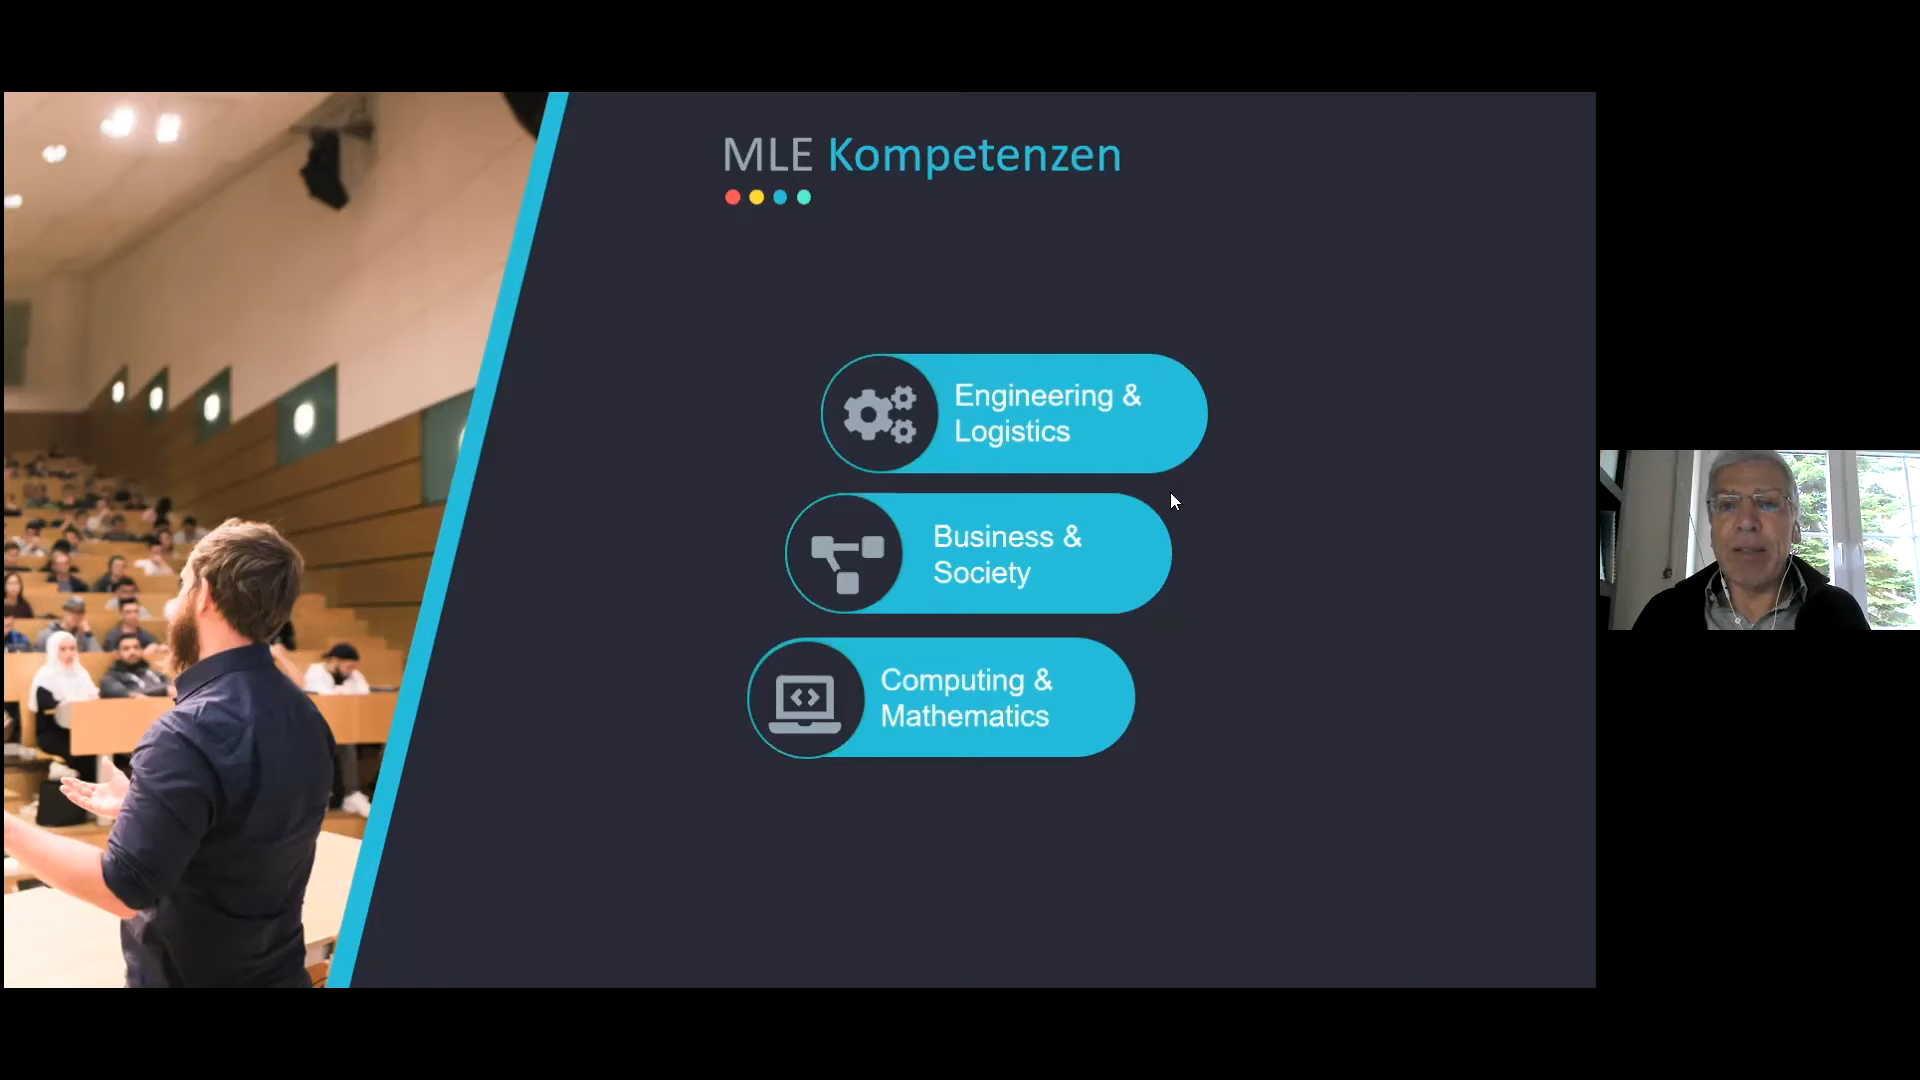 MLE Kompetenzen
Engineering &
Logistics
Business &
Society
Computing &
Mathematics